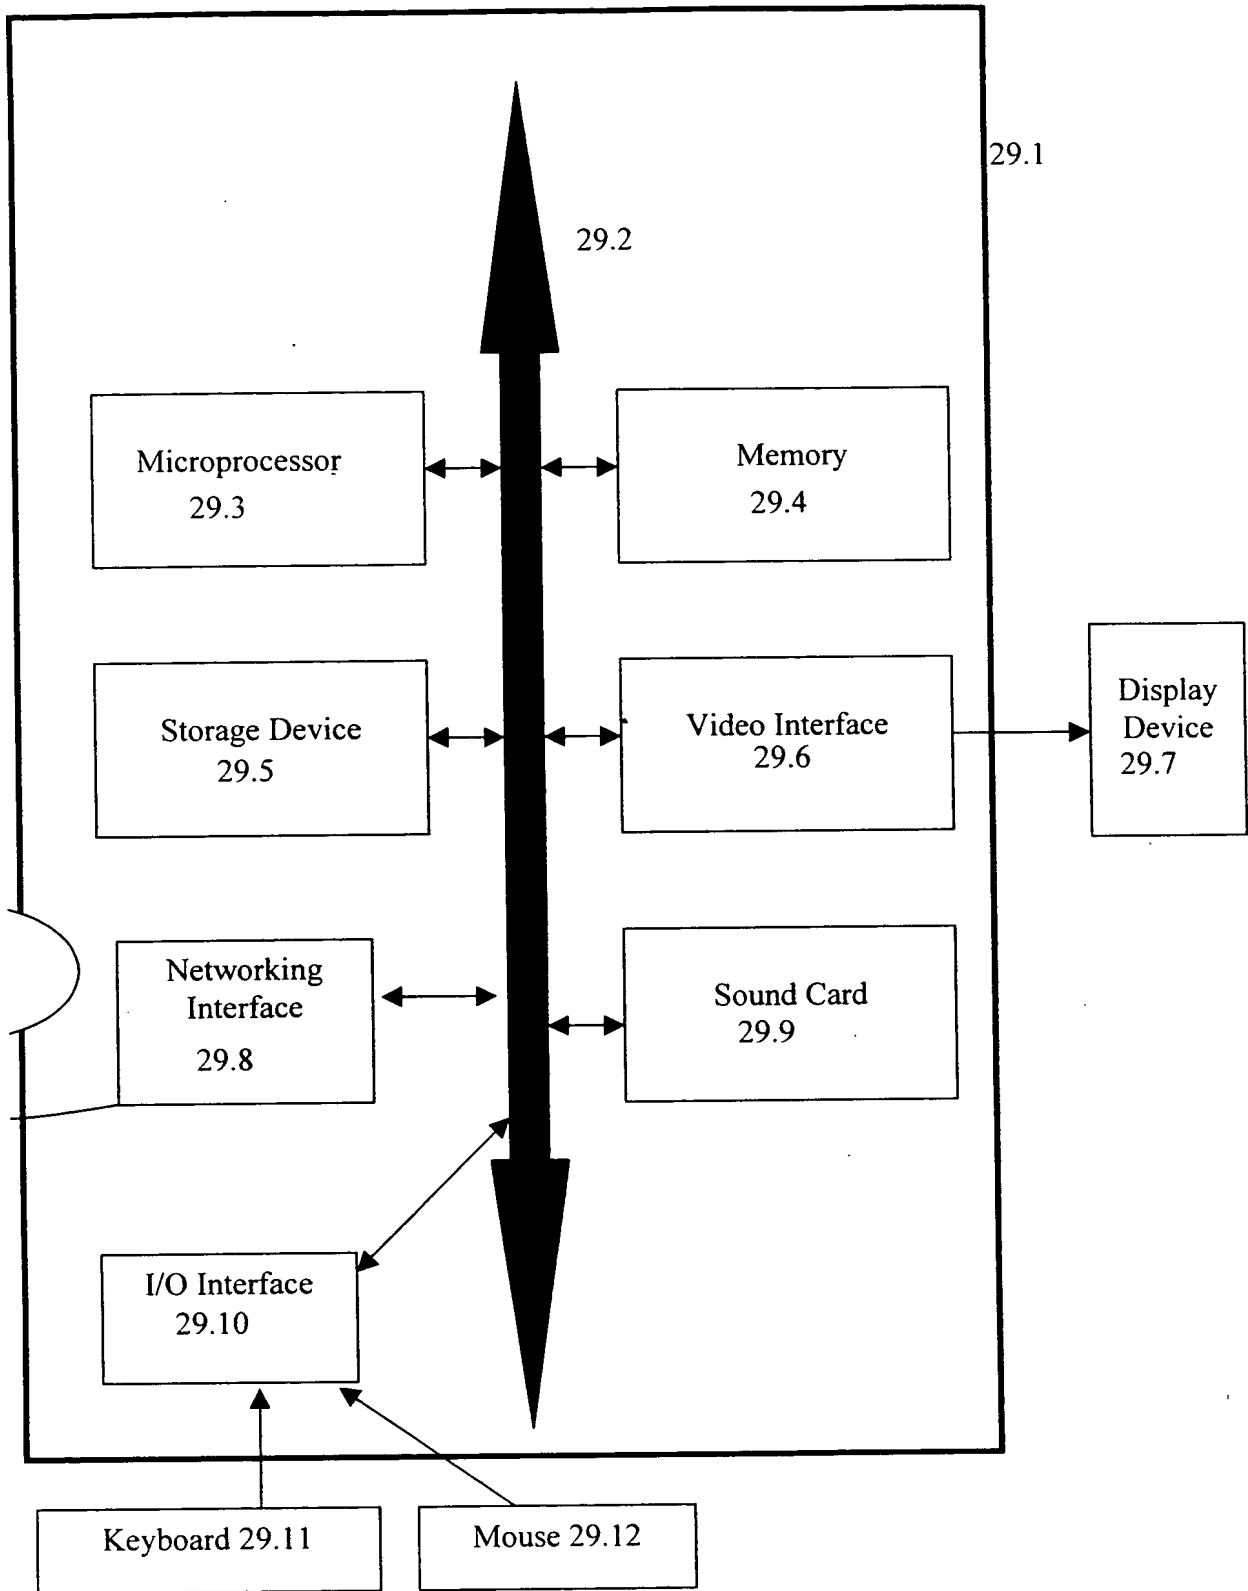 29.1
29.2
Microprocessor
29.3
Memory
29.4
Storage Device
29.5
Video Interface
29.6
Display
Device
29.7
Networking
Interface
29.8
Sound Card
29.9
I/O Interface
29.10
Keyboard 29.11
Mouse 29.12